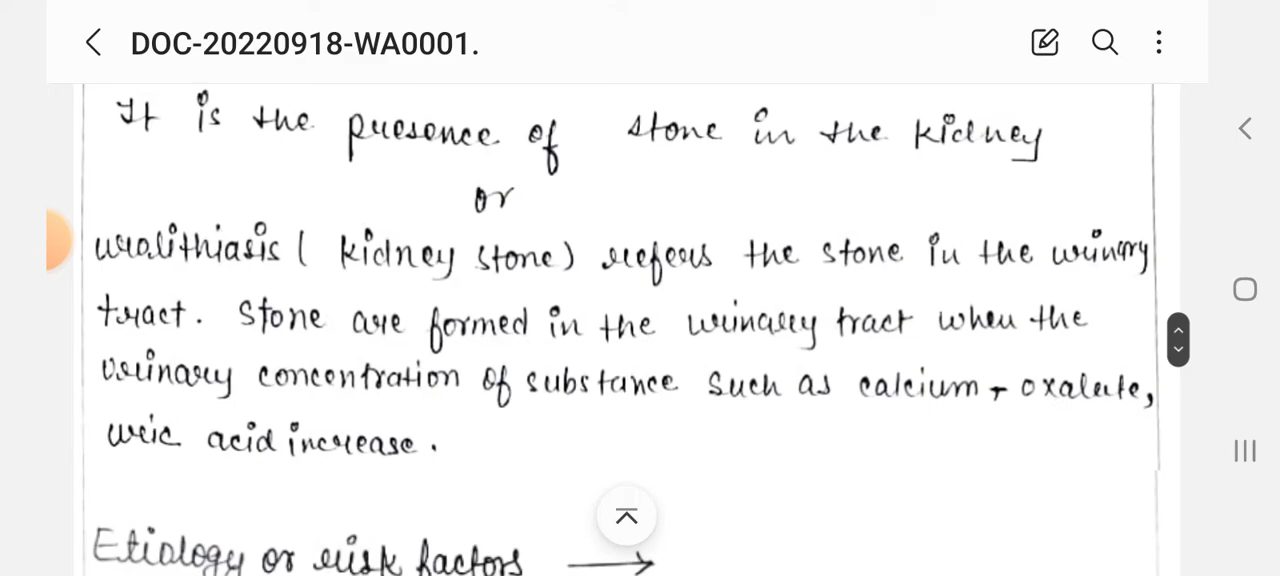 DOC-20220918-WA0001.
It is the presence of stone in the kidney
or
urolithiasis ( kidney stone) refers the stone in the urinary
tract. Stone are formed in the urinary tract when the
urinary concentration of substance such as calcium, oxalate,
uric acid increase.
Etiology or risk factors →